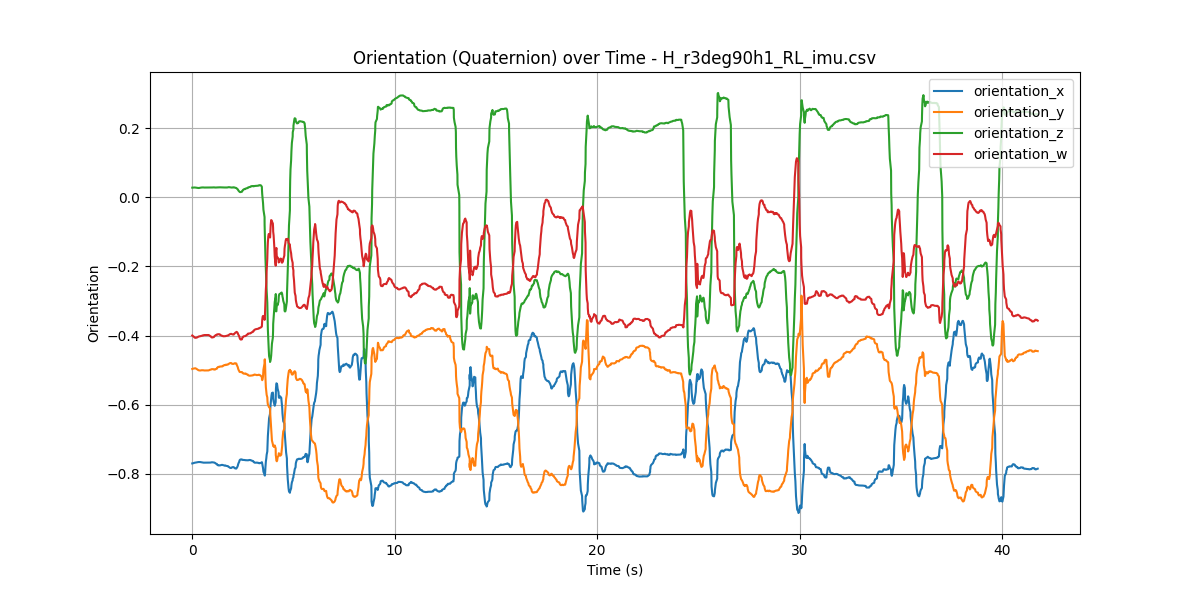 Orientation (Quaternion) over Time - H_r3deg90h1_RL_imu.csv
orientation_x
orientation_y
orientation_z
orientation_w
Orientation
0.2
0.0
−0.2
−0.4
−0.6
−0.8
0 10 20 30 40
Time (s)